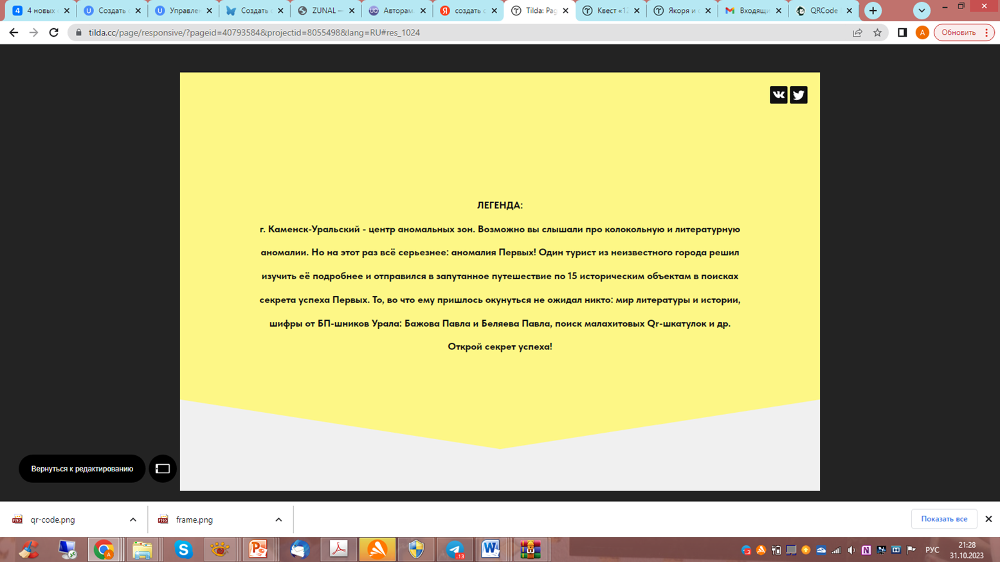 4 новых
Создать
Управлен
Создать
ZUNAL —
Авторам
создать с
Tilda: Pag
Квест «12
Якоря и с
Входящи
QRCode
tilda.cc/page/responsive/?pageid=40793584&projectid=8055498&lang=RU#res_1024
A
Обновить
ЛЕГЕНДА:
г. Каменск-Уральский - центр аномальных зон. Возможно вы слышали про колокольную и литературную
аномалии. Но на этот раз всё серьезнее: аномалия Первых! Один турист из неизвестного города решил
изучить её подробнее и отправился в запутанное путешествие по 15 историческим объектам в поисках
секрета успеха Первых. То, во что ему пришлось окунуться не ожидал никто: мир литературы и истории,
шифры от БП-шников Урала: Бажова Павла и Беляева Павла, поиск малахитовых Qr-шкатулок и др.
Открой секрет успеха!
Вернуться к редактированию
qr-code.png
frame.png
Показать все
РУС
21:28
31.10.2023